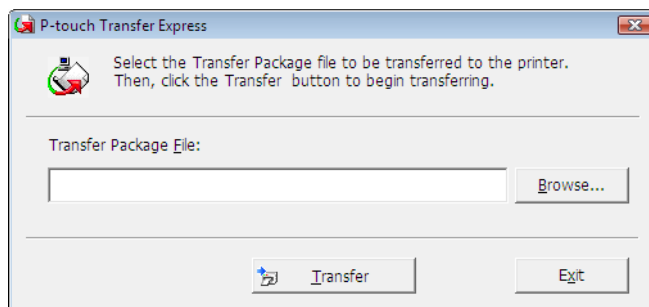 P-touch Transfer Express
Select the Transfer Package file to be transferred to the printer.
Then, click the Transfer button to begin transferring.
Transfer Package File:
Browse...
Transfer
Exit